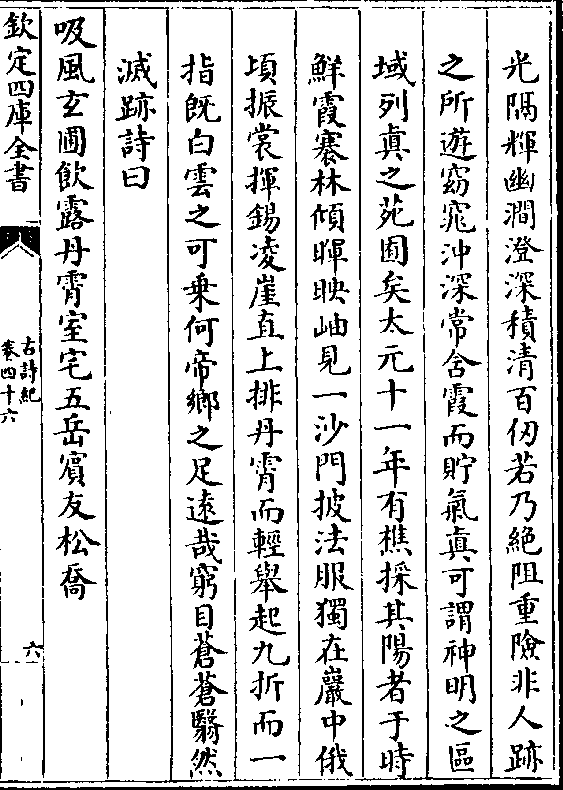 光隔輝幽澗澄深積清百仞若乃絶阻重險非人跡
之所遊窈窕沖深常含霞而貯氣真可謂神明之區
域列真之苑囿矣太元十一年有樵採其陽者于時
鮮霞褰林傾暉映岫見一沙門披法服獨在巖中俄
頃振裳揮錫凌崖直上排丹霄而輕舉起九折而一
指既白雲之可乗何帝鄉之足逺哉窮目蒼蒼翳然
滅跡詩曰
吸風玄圃飲露丹霄室宅五岳賓友松喬
欽定四庫全書
古詩紀
卷四十六
六